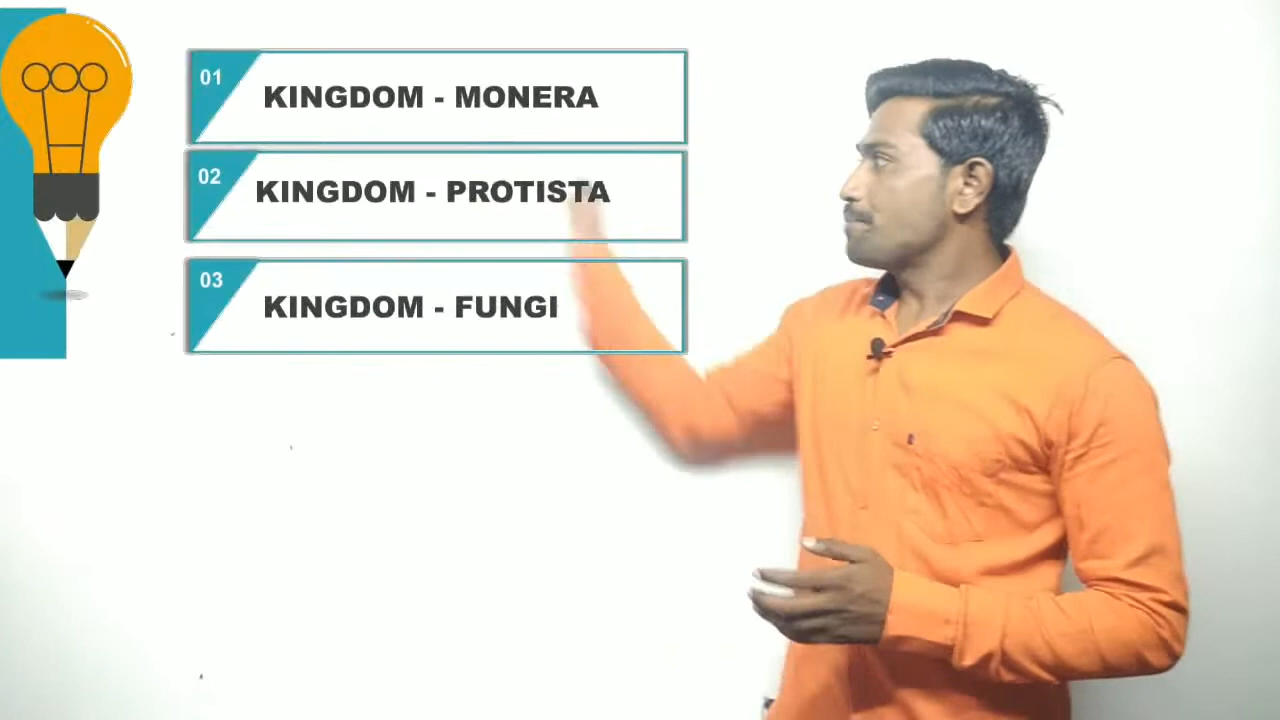 01
KINGDOM - MONERA
02
KINGDOM - PROTISTA
03
KINGDOM - FUNGI